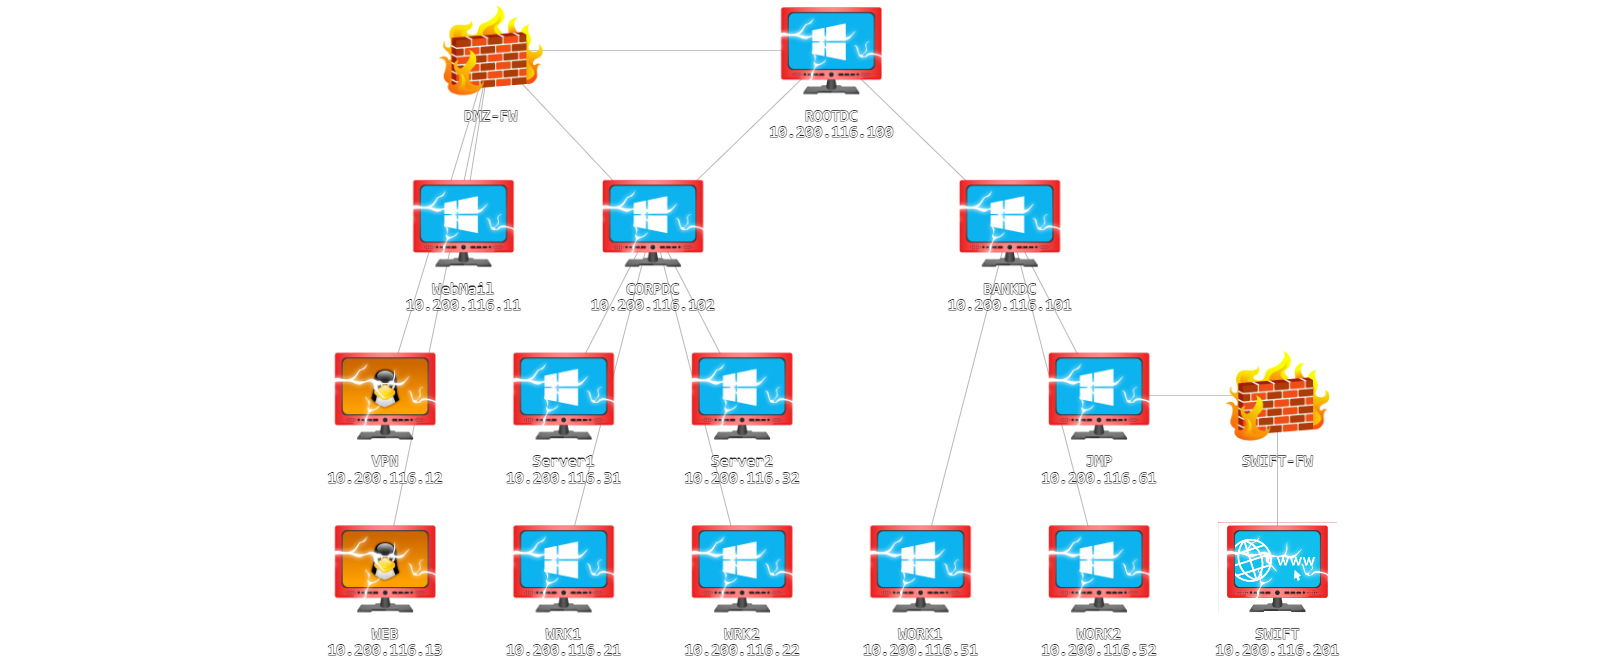 DMZ-FW
ROOTDC
10.200.116.100
WebMail
10.200.116.11
CORPDC
10.200.116.102
BANKDC
10.200.116.101
VPN
10.200.116.12
Server1
10.200.116.31
Server2
10.200.116.32
JMP
10.200.116.61
SWIFT-FW
WWW
WEB
10.200.116.13
WRK1
10.200.116.21
WRK2
10.200.116.22
WORK1
10.200.116.51
WORK2
10.200.116.52
SWIFT
10.200.116.201